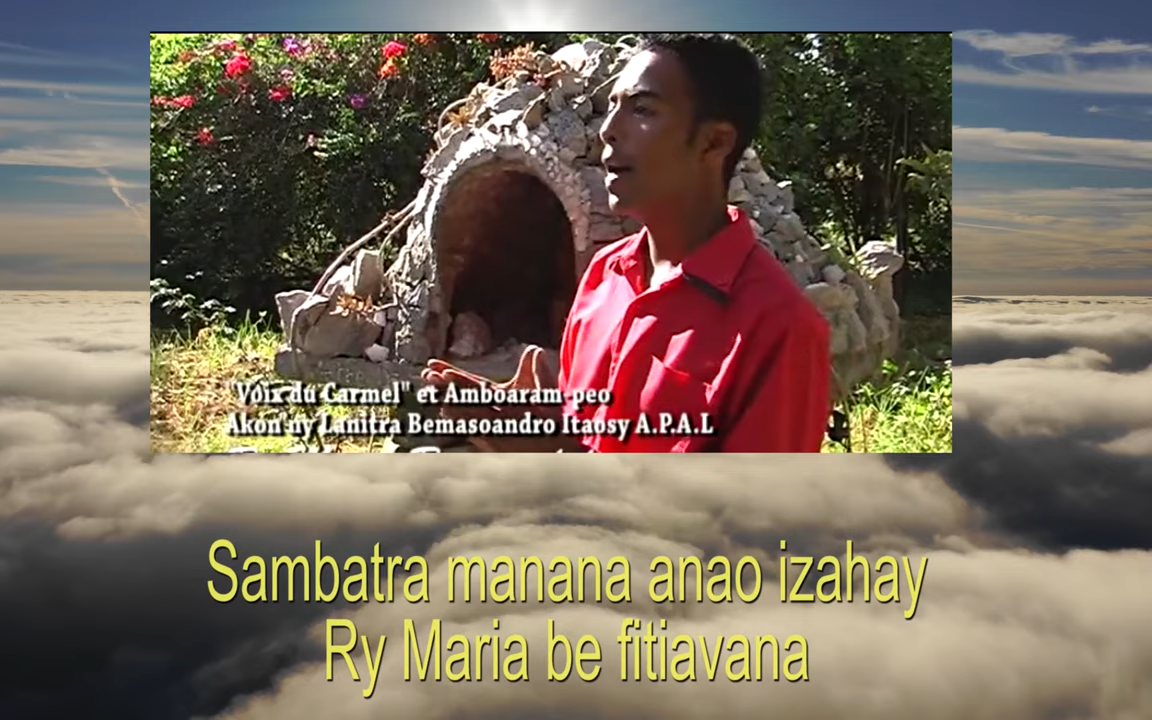 "Voix du Carmel" et Amboaram-peo
Akon'ny Lanitra Bemasoandro Itaosy A.P.A.L
Sambatra manana anao izahay
Ry Maria be fitiavana